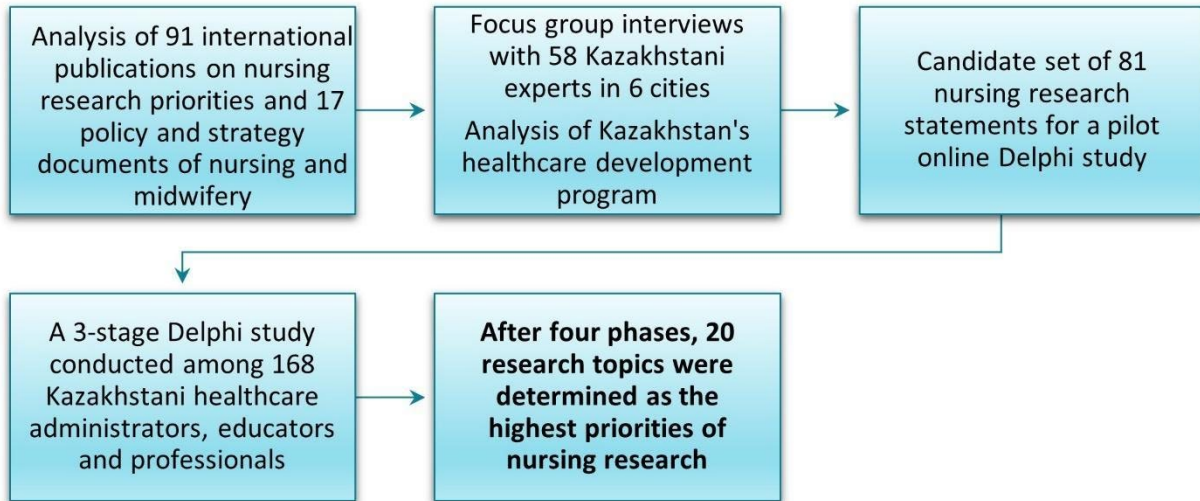 Analysis of 91 international
publications on nursing
research priorities and 17
policy and strategy
documents of nursing and
midwifery
Focus group interviews
with 58 Kazakhstani
experts in 6 cities
Analysis of Kazakhstan's
healthcare development
program
Candidate set of 81
nursing research
statements for a pilot
online Delphi study
A 3-stage Delphi study
conducted among 168
Kazakhstani healthcare
administrators, educators
and professionals
After four phases, 20
research topics were
determined as the
highest priorities of
nursing research